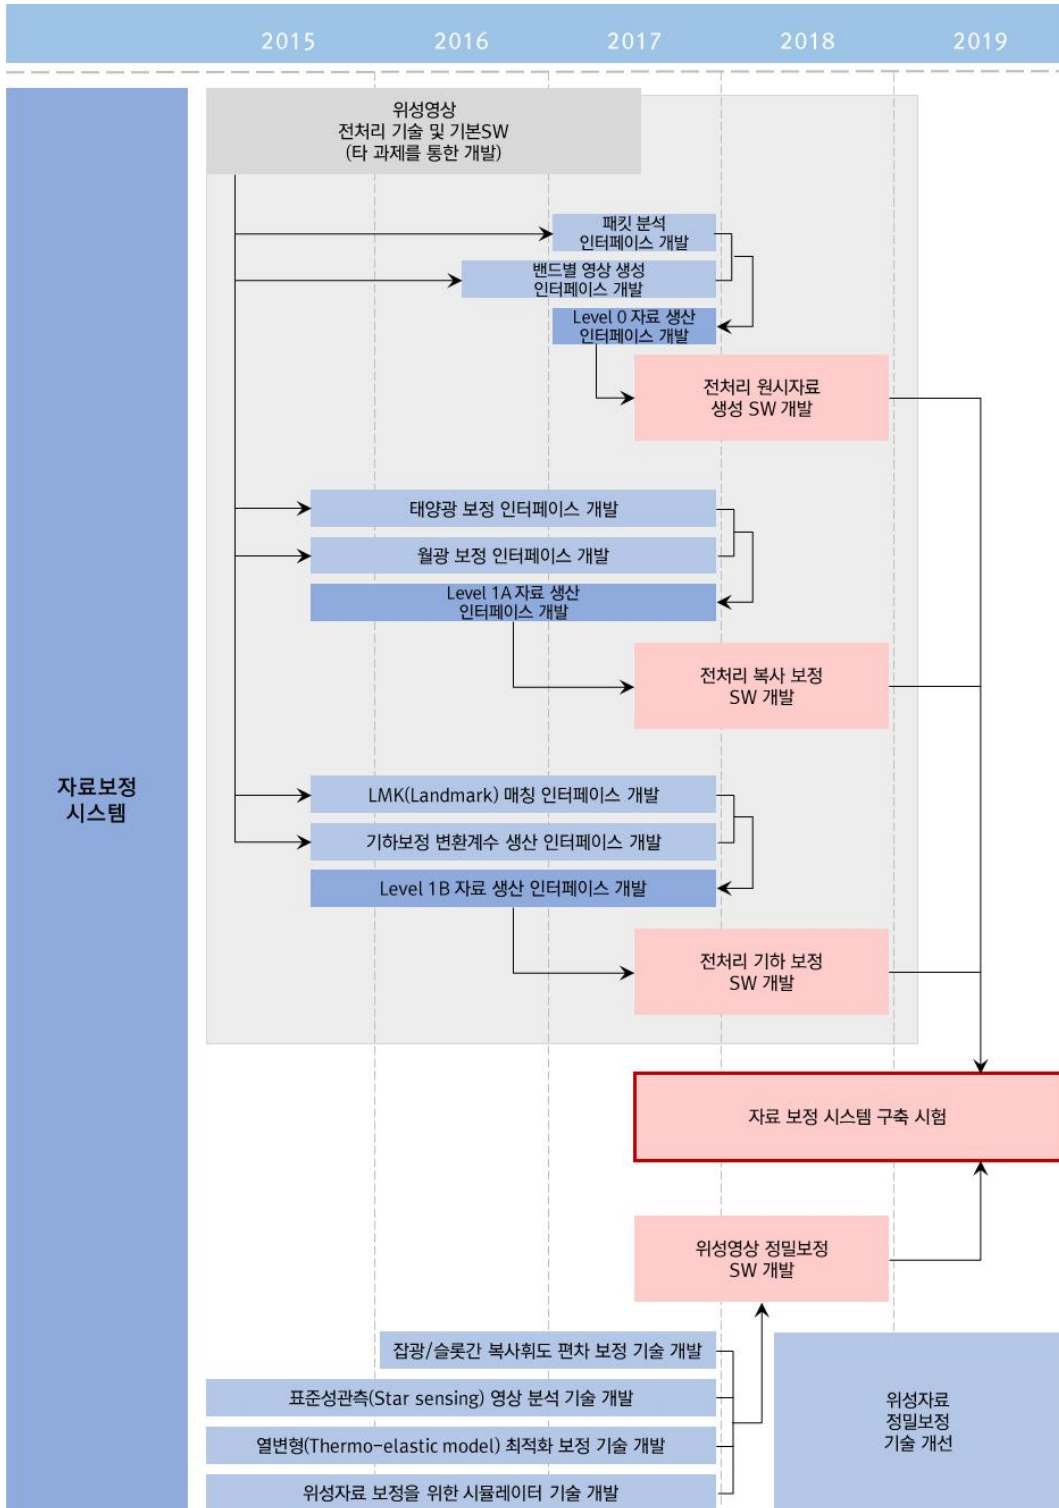 2015 2016 2017 2018 2019
자료보정
시스템
위성영상
전처리 기술 및 기본SW
(타 과제를 통한 개발)
패킷 분석
인터페이스 개발
밴드별 영상 생성
인터페이스 개발
Level 0 자료 생산
인터페이스 개발
전처리 원시자료
생성 SW 개발
태양광 보정 인터페이스 개발
월광 보정 인터페이스 개발
Level 1A 자료 생산
인터페이스 개발
전처리 복사 보정
SW 개발
LMK(Landmark) 매칭 인터페이스 개발
기하보정 변환계수 생산 인터페이스 개발
Level 1B 자료 생산 인터페이스 개발
전처리 기하 보정
SW 개발
자료 보정 시스템 구축 시험
위성영상 정밀보정
SW 개발
잡광/슬롯간 복사휘도 편차 보정 기술 개발
표준성관측(Star sensing) 영상 분석 기술 개발
열변형(Thermo-elastic model) 최적화 보정 기술 개발
위성자료 보정을 위한 시뮬레이터 기술 개발
위성자료
정밀보정
기술 개선